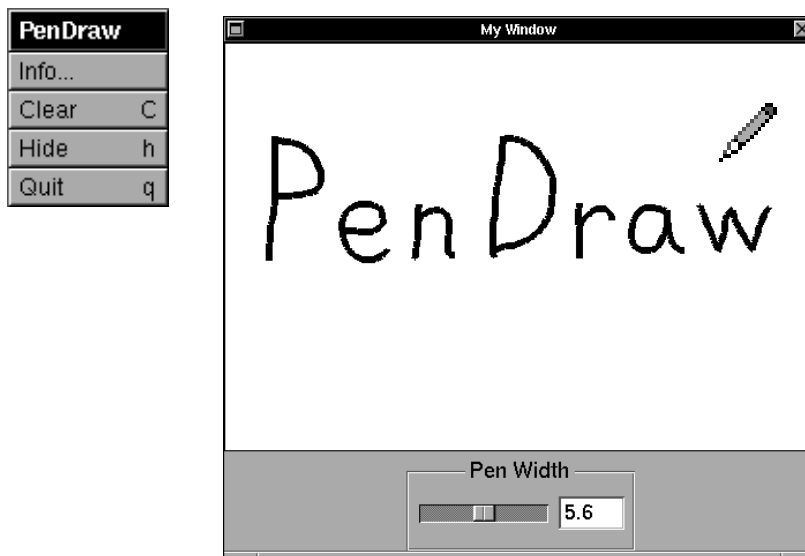 PenDraw
Info...
Clear C
Hide h
Quit q
My Window
PenDraw
Pen Width
5.6